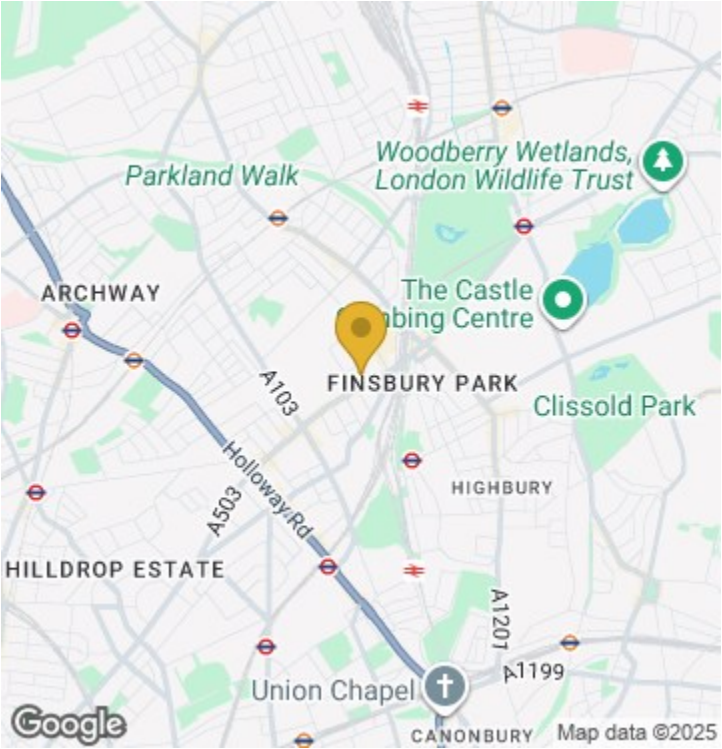 Woodberry Wetlands,
London Wildlife Trust
Parkland Walk
ARCHWAY
The Castle
bing Centre
FINSBURY PARK
A103
Clissold Park
Holloway Rd
HIGHBURY
A503
HILLDROP ESTATE
A1201
A1199
Union Chapel
CANONBURY
Google
Map data ©2025